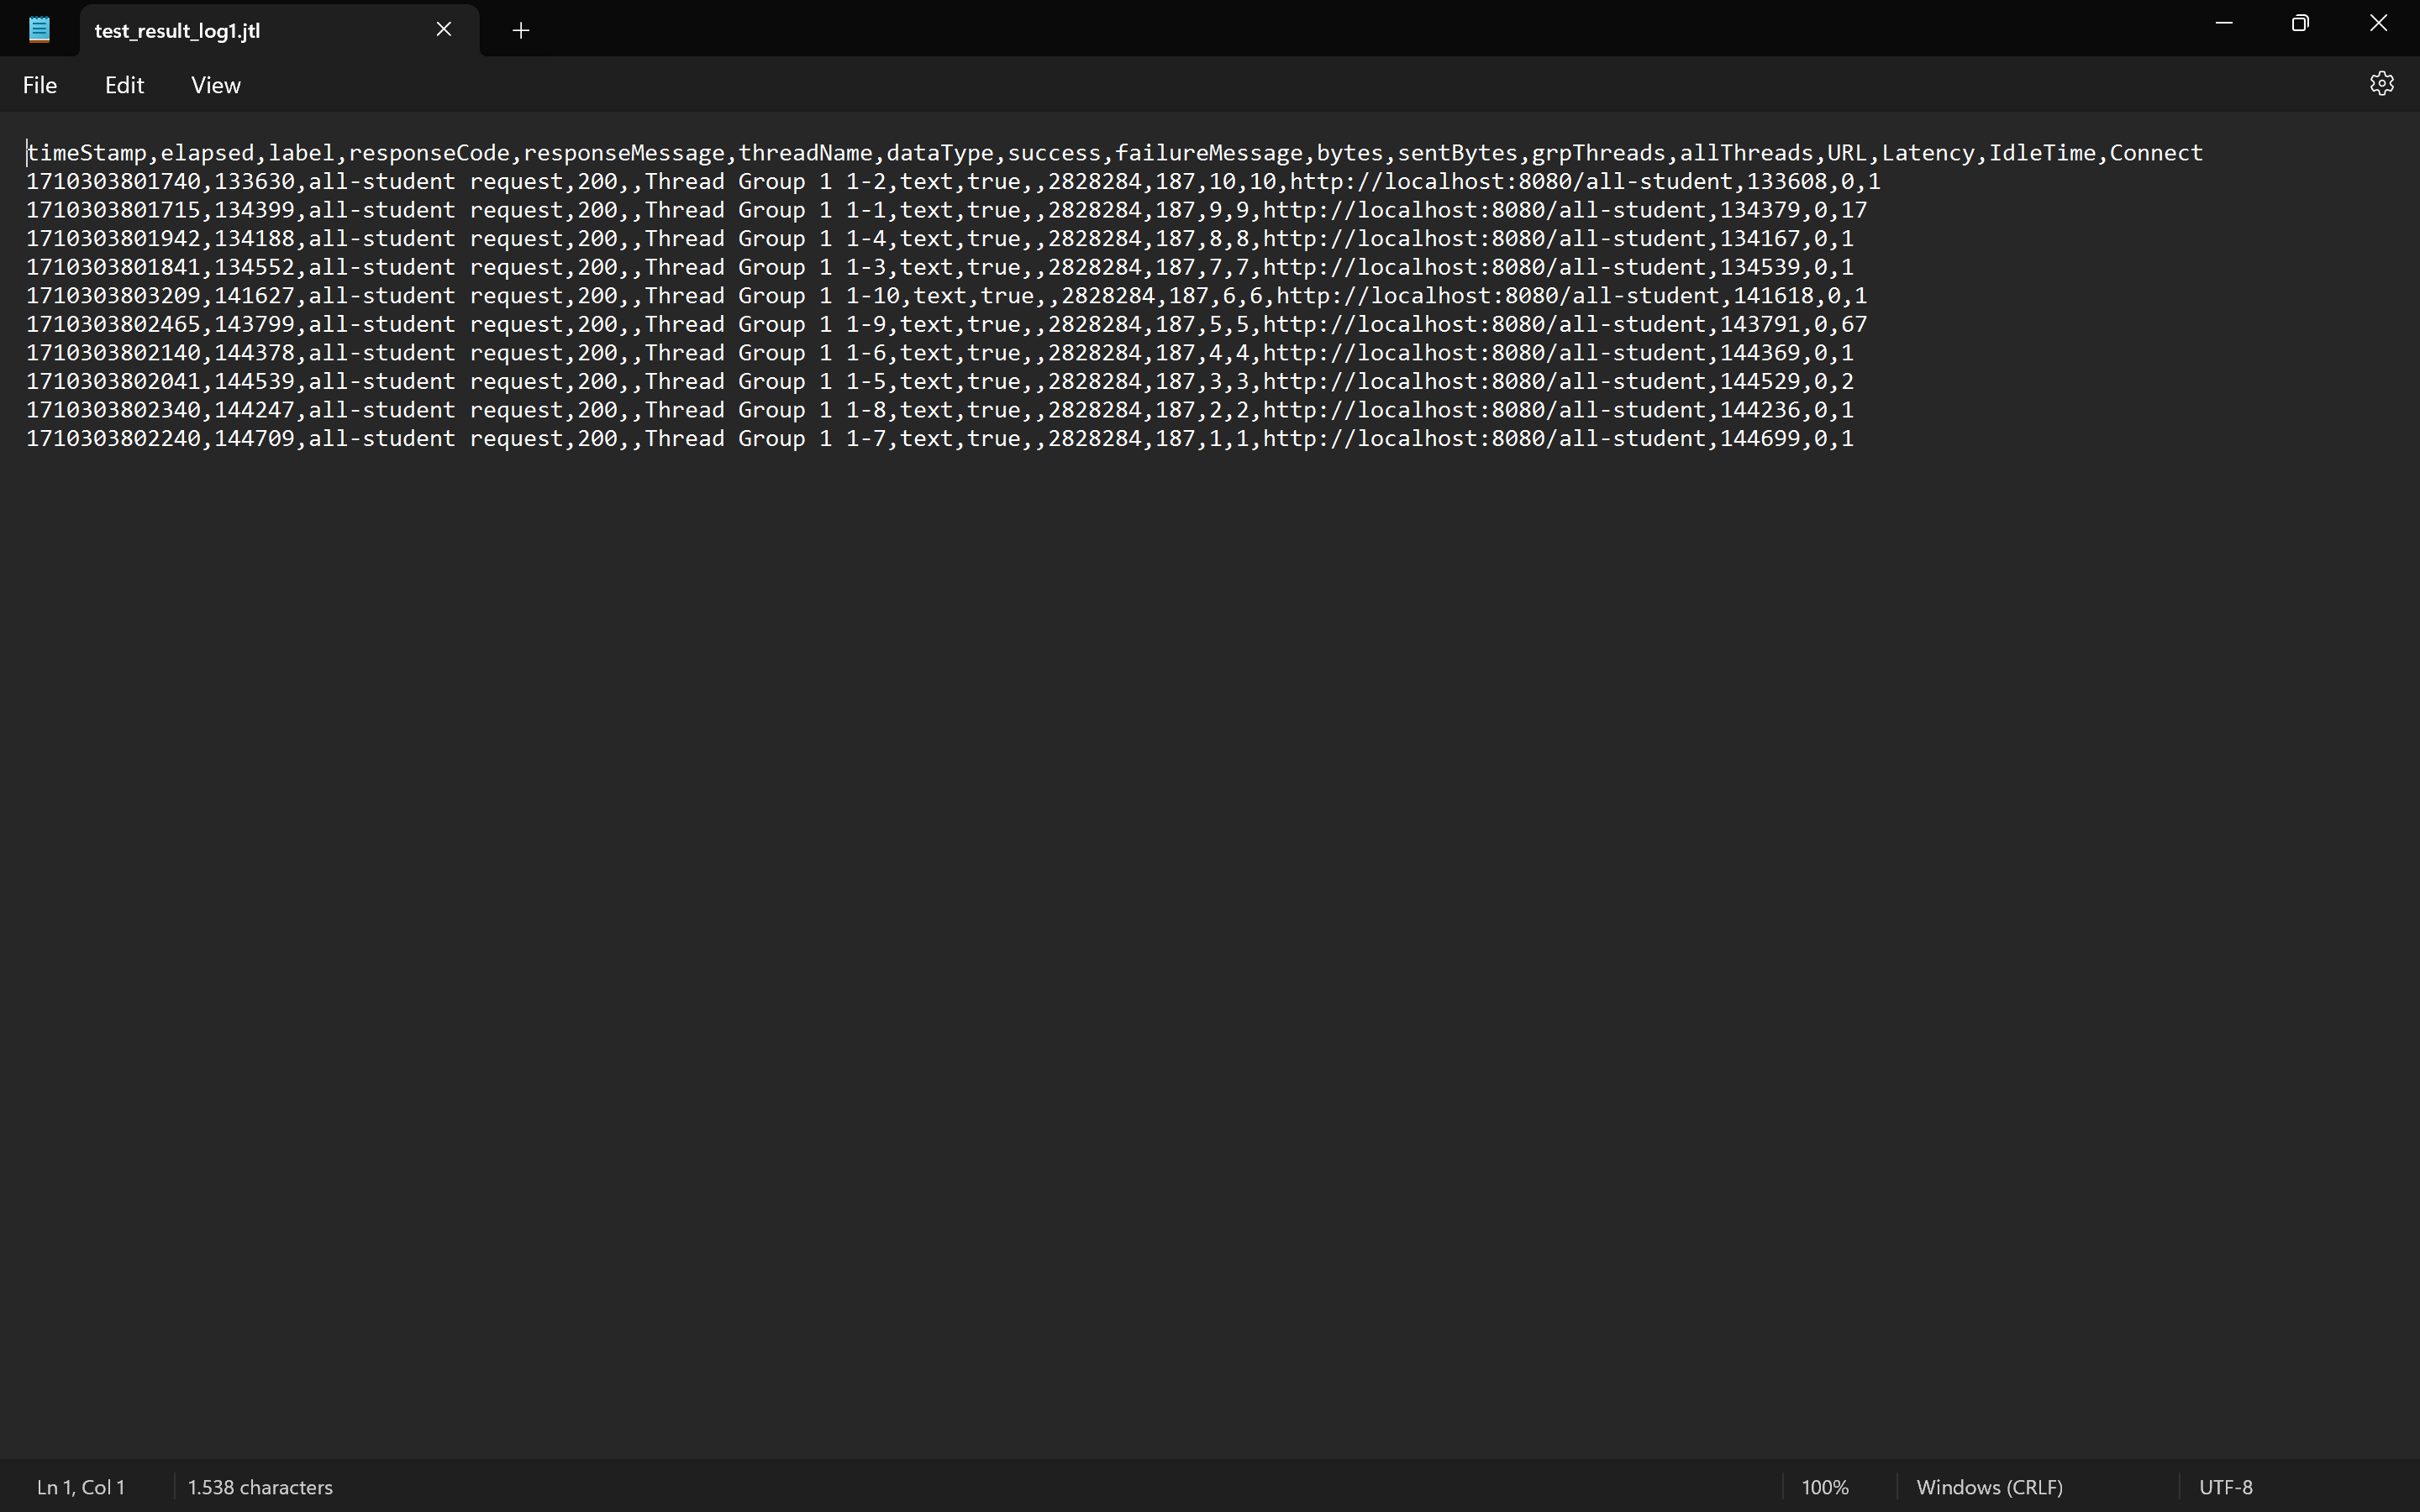 test_result_log1.jtl
File Edit View
timeStamp,elapsed,label,responseCode,responseMessage,threadName,dataType,success,failureMessage,bytes,sentBytes,grpThreads,allThreads,URL,Latency,IdleTime,Connect
1710303801740,133630,all-student request,200,,Thread Group 1 1-2,text,true,,2828284,187,10,10,http://localhost:8080/all-student,133608,0,1
1710303801715,134399,all-student request,200,,Thread Group 1 1-1,text,true,,2828284,187,9,9,http://localhost:8080/all-student,134379,0,17
1710303801942,134188,all-student request,200,,Thread Group 1 1-4,text,true,,2828284,187,8,8,http://localhost:8080/all-student,134167,0,1
1710303801841,134552,all-student request,200,,Thread Group 1 1-3,text,true,,2828284,187,7,7,http://localhost:8080/all-student,134539,0,1
1710303803209,141627,all-student request,200,,Thread Group 1 1-10,text,true,,2828284,187,6,6,http://localhost:8080/all-student,141618,0,1
1710303802465,143799,all-student request,200,,Thread Group 1 1-9,text,true,,2828284,187,5,5,http://localhost:8080/all-student,143791,0,67
1710303802140,144378,all-student request,200,,Thread Group 1 1-6,text,true,,2828284,187,4,4,http://localhost:8080/all-student,144369,0,1
1710303802041,144539,all-student request,200,,Thread Group 1 1-5,text,true,,2828284,187,3,3,http://localhost:8080/all-student,144529,0,2
1710303802340,144247,all-student request,200,,Thread Group 1 1-8,text,true,,2828284,187,2,2,http://localhost:8080/all-student,144236,0,1
1710303802240,144709,all-student request,200,,Thread Group 1 1-7,text,true,,2828284,187,1,1,http://localhost:8080/all-student,144699,0,1
Ln 1, Col 1 1.538 characters 100% Windows (CRLF) UTF-8